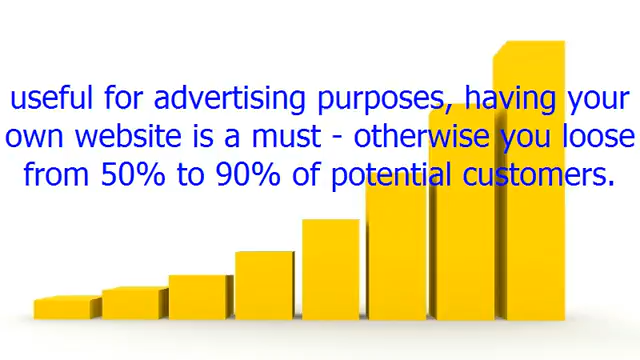 useful for advertising purposes, having your
own website is a must - otherwise you loose
from 50% to 90% of potential customers.